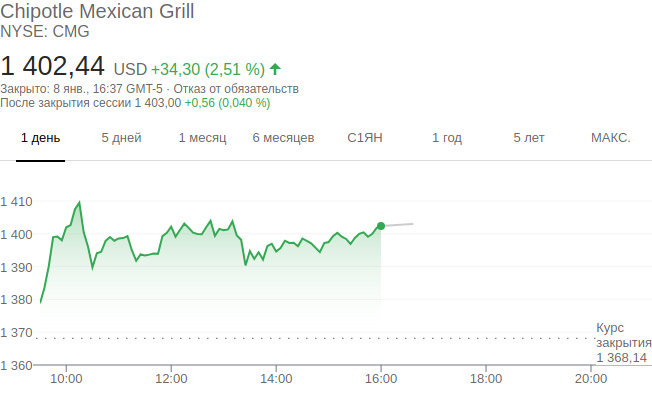 Chipotle Mexican Grill
NYSE: CMG
1 402,44 USD +34,30 (2,51 %)
Закрыто: 8 янв., 16:37 GMT-5 · Отказ от обязательств
После закрытия сессии 1 403,00 +0,56 (0,040 %)
1 день 5 дней 1 месяц 6 месяцев С1ЯН 1 год 5 лет МАКС.
1 410
1 400
1 390
1 380
1 370
1 360
Курс
закрытия
1 368,14
10:00 12:00 14:00 16:00 18:00 20:00